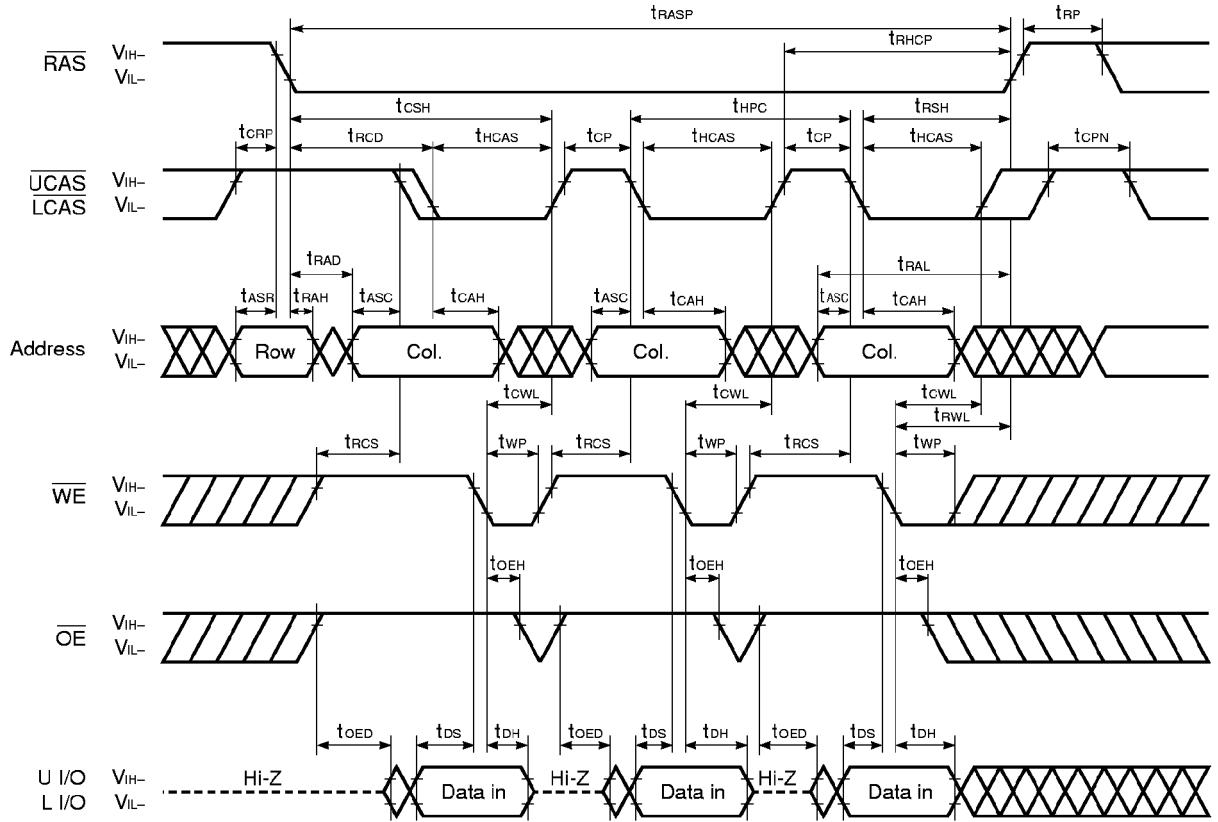 tRASP tRP
tRHCP
RAS VIH–
VIL–
tCSH tHPC tRSH
tCRP tRCD tHCAS tCP tHCAS tCP tHCAS tCPN
UCAS VIH–
LCAS VIL–
tRAD tRAL
tASR tRAH tASC tCAH tASC tCAH tASC tCAH
Address VIH– Row Col. Col. Col.
VIL–
tCWL tCWL tCWL
tRWL
tRCS tWP tRCS tWP tRCS tWP
WE VIH–
VIL–
tOEH tOEH tOEH
OE VIH–
VIL–
tOED tDS tDH tOED tDS tDH tOED tDS tDH
U I/O VIH– Hi-Z Data in Hi-Z Data in Hi-Z Data in
L I/O VIL–